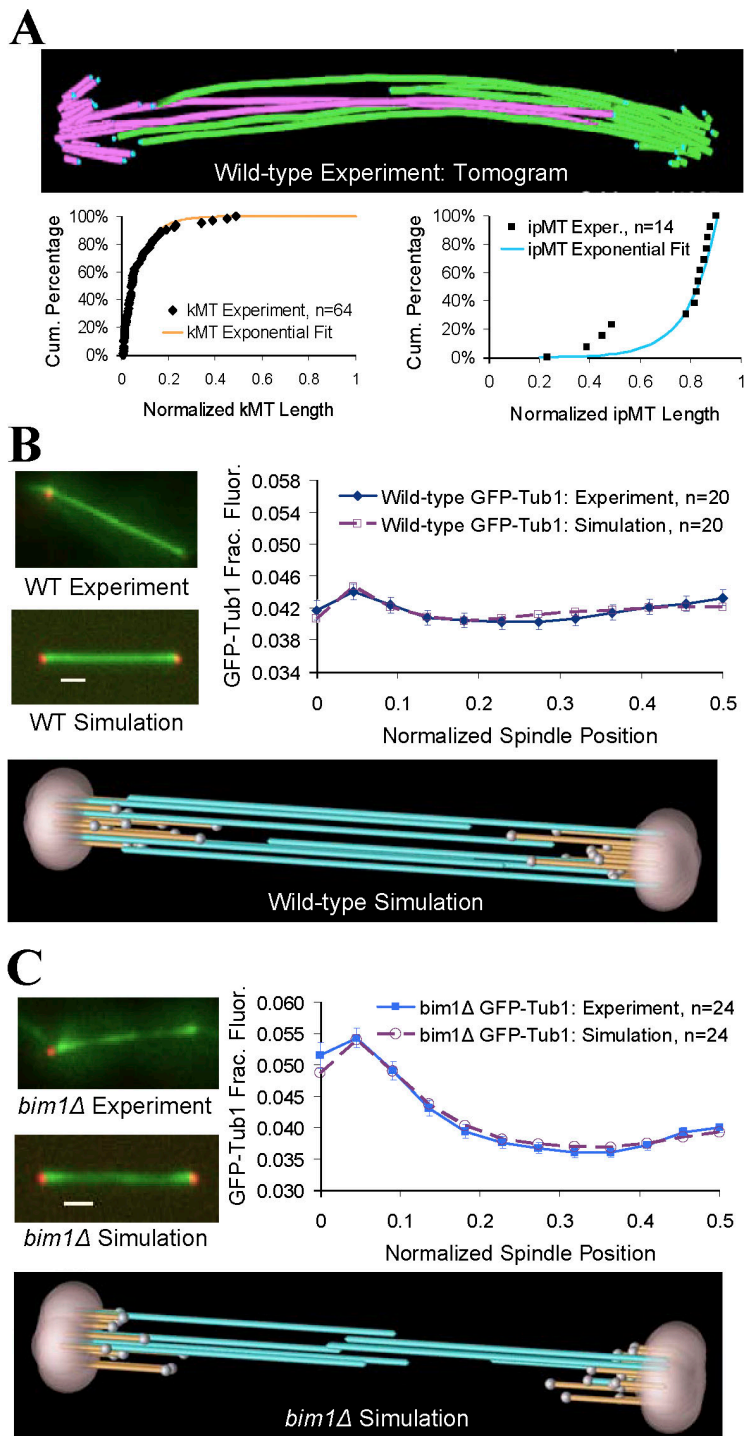 A
Wild-type Experiment: Tomogram
Cum. Percentage
100%
80%
60%
40%
20%
0%
kMT Experiment, n=64
kMT Exponential Fit
0
0.2
0.4
0.6
0.8
1
Normalized kMT Length
Cum. Percentage
100%
80%
60%
40%
20%
0%
ipMT Exper., n=14
ipMT Exponential Fit
0
0.2
0.4
0.6
0.8
1
Normalized ipMT Length
B
WT Experiment
WT Simulation
GFP-Tub1 Frac. Fluor.
0.058
0.052
0.046
0.040
0.034
Wild-type GFP-Tub1: Experiment, n=20
Wild-type GFP-Tub1: Simulation, n=20
0
0.1
0.2
0.3
0.4
0.5
Normalized Spindle Position
Wild-type Simulation
C
bim1Δ Experiment
bim1Δ Simulation
GFP-Tub1 Frac. Fluor.
0.060
0.055
0.050
0.045
0.040
0.035
0.030
bim1Δ GFP-Tub1: Experiment, n=24
bim1Δ GFP-Tub1: Simulation, n=24
0
0.1
0.2
0.3
0.4
0.5
Normalized Spindle Position
bim1Δ Simulation